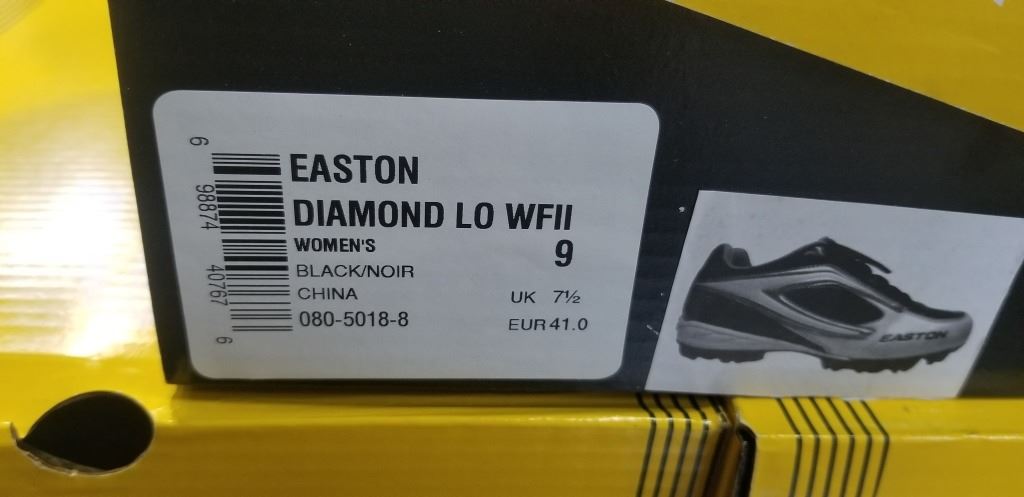 EASTON
DIAMOND LO WFII
WOMEN'S 9
BLACK/NOIR
CHINA UK 7½
080-5018-8 EUR 41.0
6 98874 40767 6
EASTON